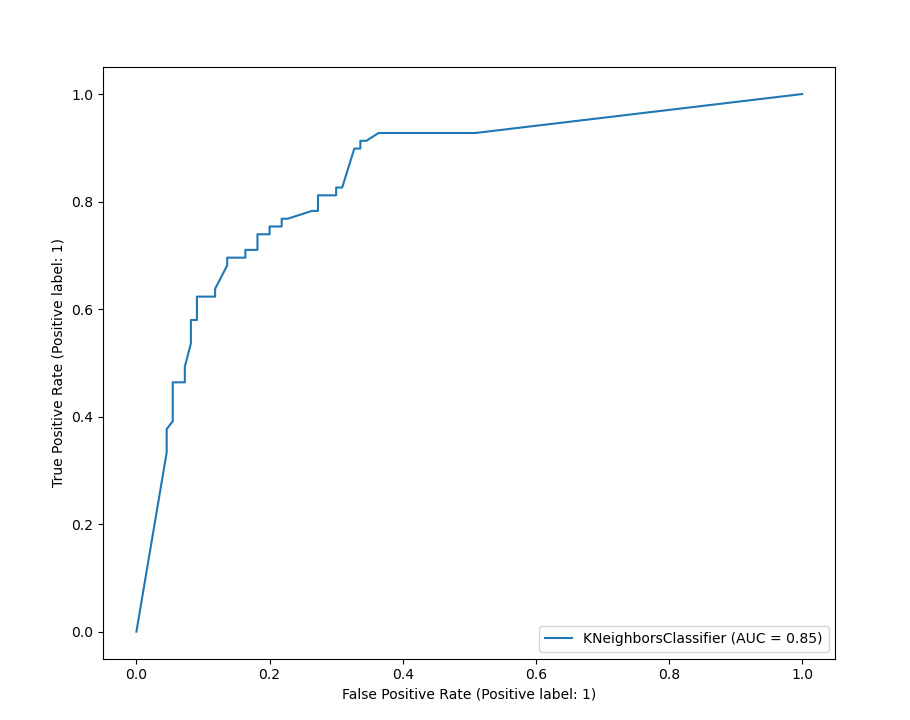 1.0
0.8
0.6
0.4
0.2
0.0
True Positive Rate (Positive label: 1)
KNeighborsClassifier (AUC = 0.85)
0.0 0.2 0.4 0.6 0.8 1.0
False Positive Rate (Positive label: 1)